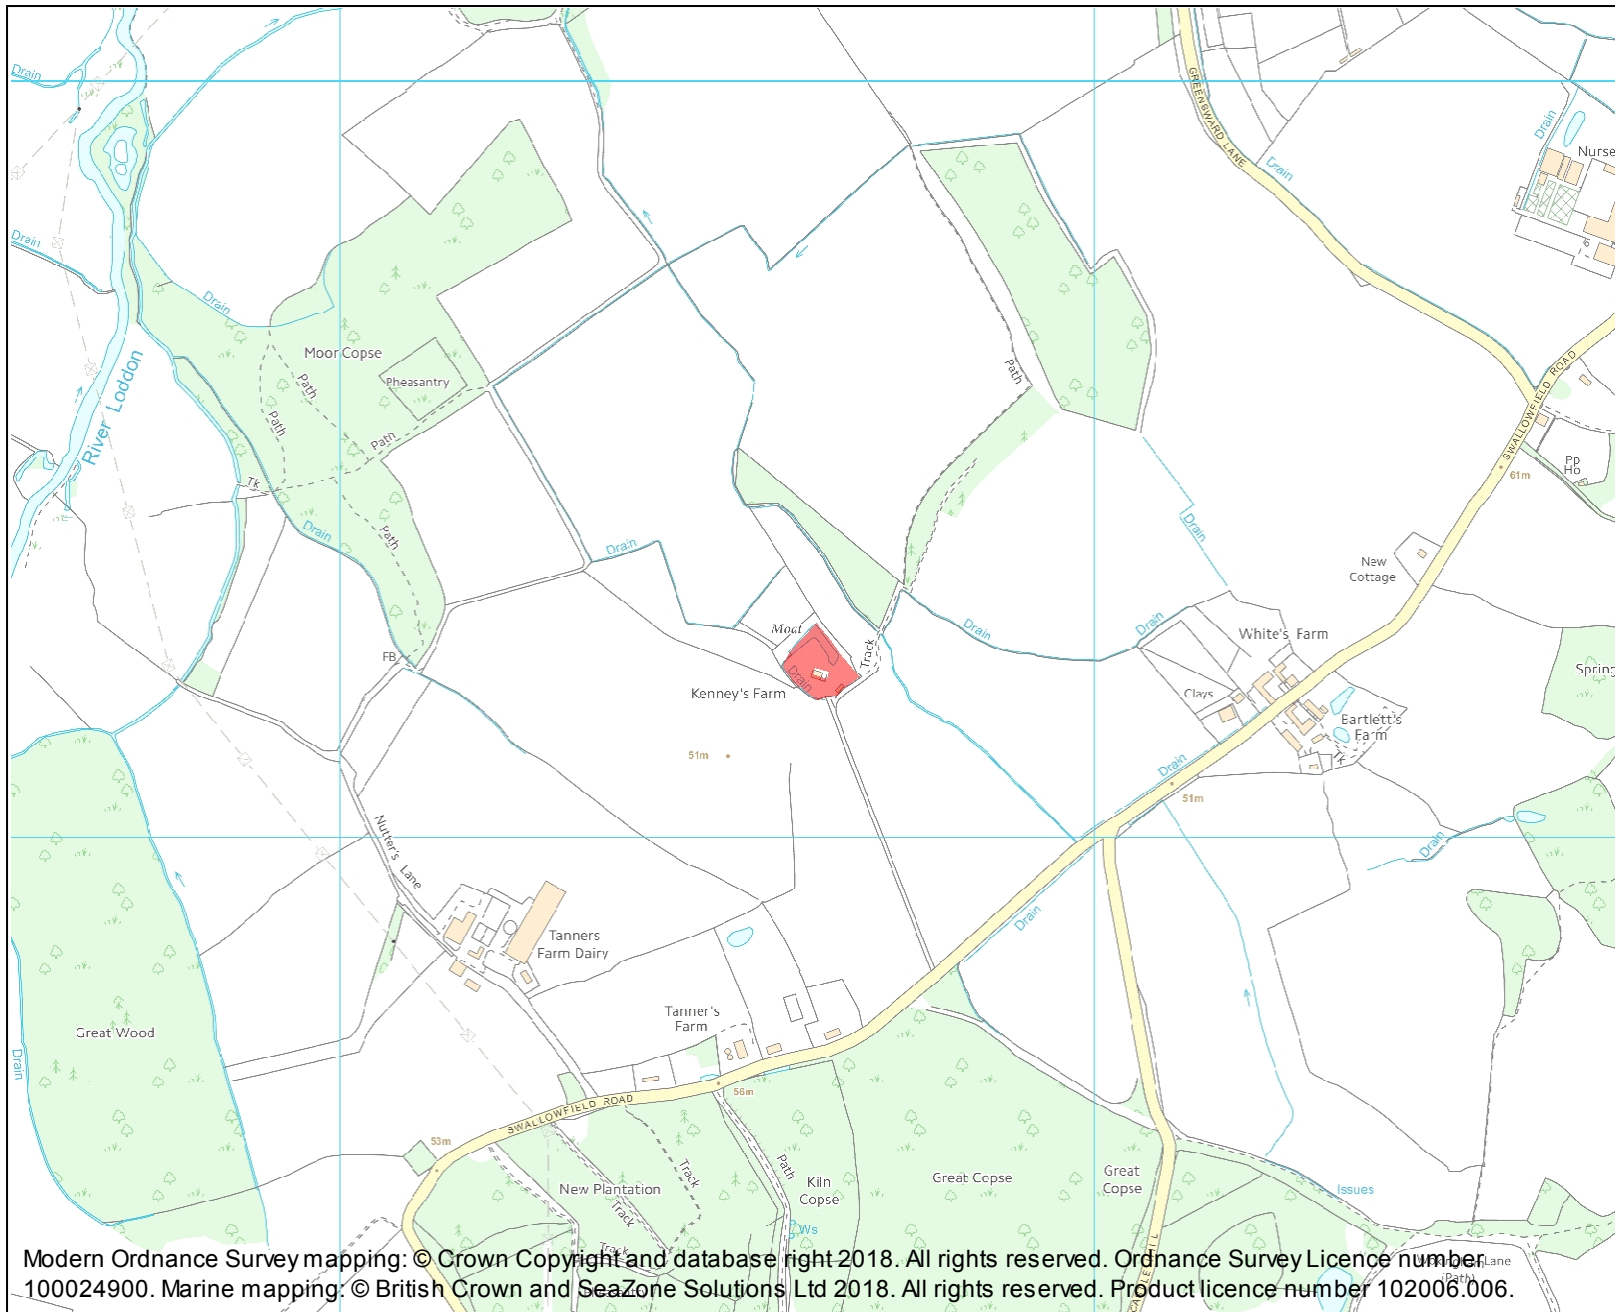 Drain
GREENSWARD LANE
Drain
Drain
Nurse
Drain
Drain
Moor Copse
Pheasantry
Path
Path
Path
River Loddon
Path
SWALLOWFIELD ROAD
Pp
Ho
61m
Tk
Drain
Path
Drain
Drain
New
Cottage
Moat
Drain
Drain
White's Farm
FB
Track
Drain
Kenney's Farm
Clays
Spring
Bartlett's
Farm
Tk
51m
Drain
51m
Nutter's Lane
Drain
Drain
Tanners
Farm Dairy
Great Wood
Tanner's
Farm
Drain
56m
SWALLOWFIELD ROAD
53m
Path
Track
New Plantation
Track
Kiln
Copse
Great Copse
Great
Copse
Issues
Ws
Track
Lane
(Path)
Modern Ordnance Survey mapping: © Crown Copyright and database right 2018. All rights reserved. Ordnance Survey Licence number
100024900. Marine mapping: © British Crown and SeaZone Solutions Ltd 2018. All rights reserved. Product licence number 102006.006.